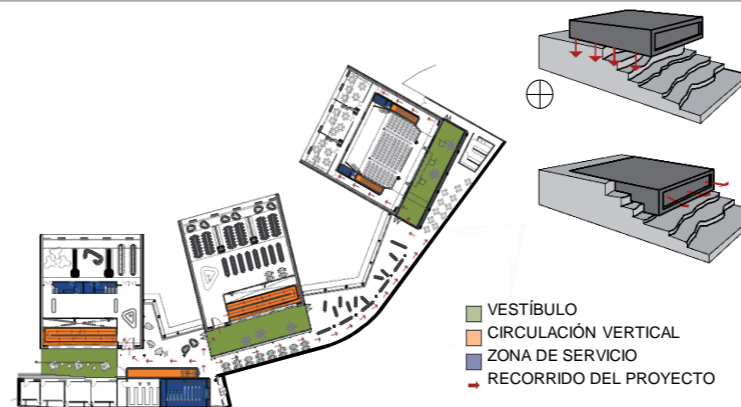 VESTÍBULO
CIRCULACIÓN VERTICAL
ZONA DE SERVICIO
RECORRIDO DEL PROYECTO